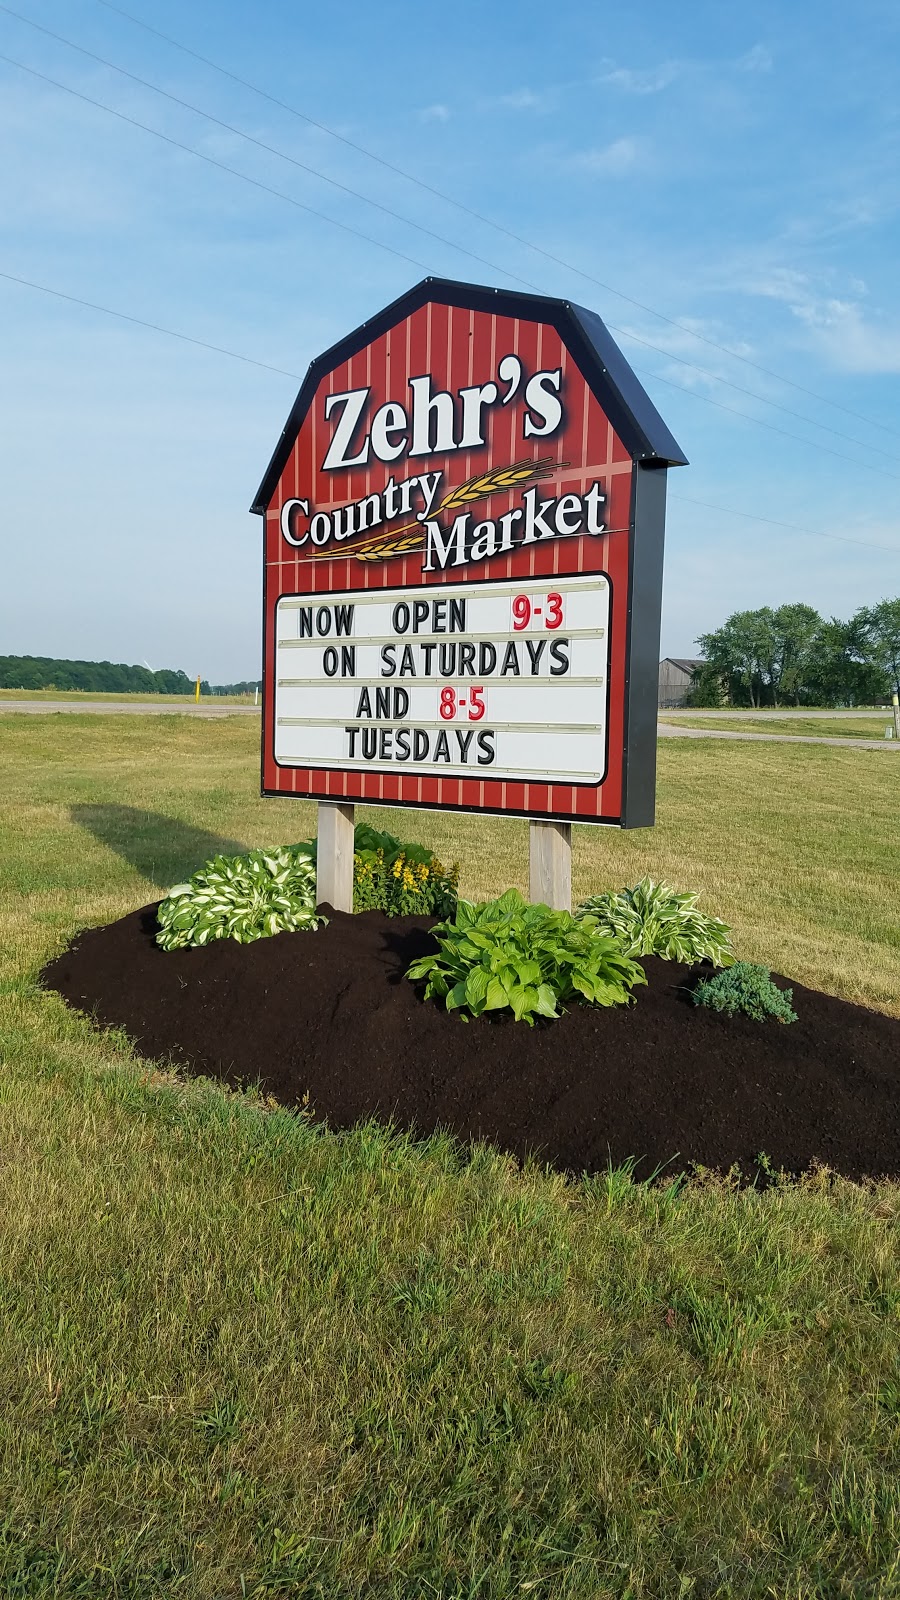 Zehr's
Country
Market
NOW OPEN 9-3
ON SATURDAYS
AND 8-5
TUESDAYS